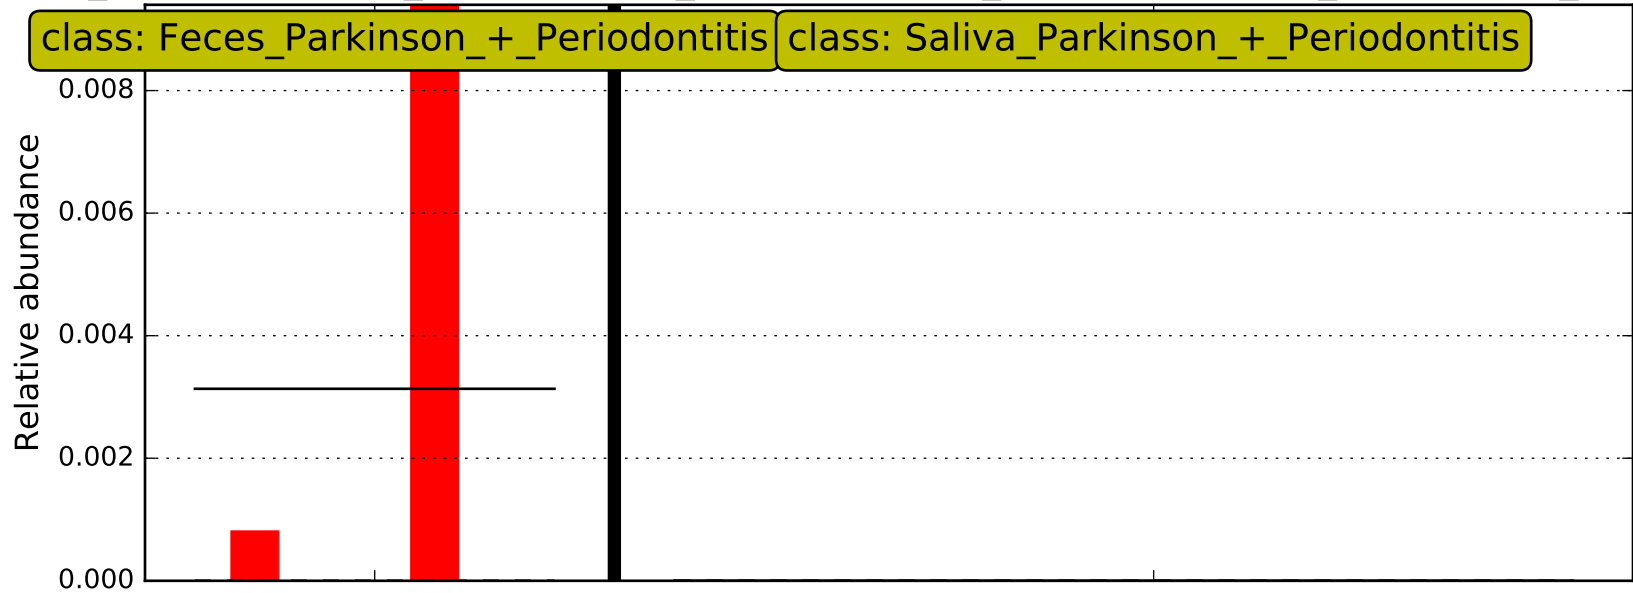 class: Feces_Parkinson_+_Periodontitis
class: Saliva_Parkinson_+_Periodontitis
Relative abundance
0.008
0.006
0.004
0.002
0.000